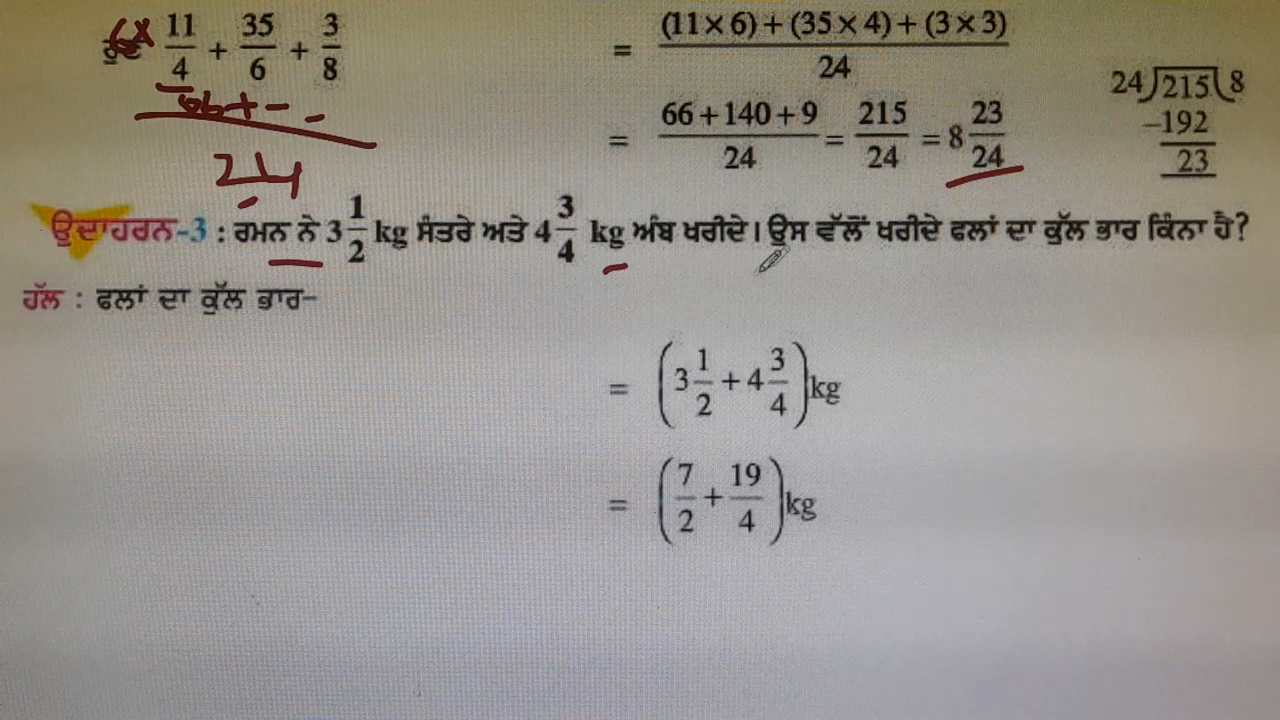 ਹੁਣ 11/4 + 35/6 + 3/8 = (11×6)+(35×4)+(3×3)/24
6×
66+ - -
24
= 66+140+9/24 = 215/24 = 8 23/24
24)215(8
-192
23
ਉਦਾਹਰਨ-3 : ਰਮਨ ਨੇ 3 1/2 kg ਸੰਤਰੇ ਅਤੇ 4 3/4 kg ਅੰਬ ਖਰੀਦੇ। ਉਸ ਵੱਲੋਂ ਖਰੀਦੇ ਫਲਾਂ ਦਾ ਕੁੱਲ ਭਾਰ ਕਿੰਨਾ ਹੈ?
ਹੱਲ : ਫਲਾਂ ਦਾ ਕੁੱਲ ਭਾਰ-
= (3 1/2 + 4 3/4) kg
= (7/2 + 19/4) kg